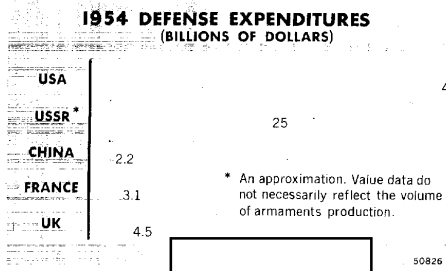 1954 DEFENSE EXPENDITURES
(BILLIONS OF DOLLARS)
USA 4
USSR* 25
CHINA 2.2
FRANCE 3.1
UK 4.5
* An approximation. Value data do
not necessarily reflect the volume
of armaments production.
50826